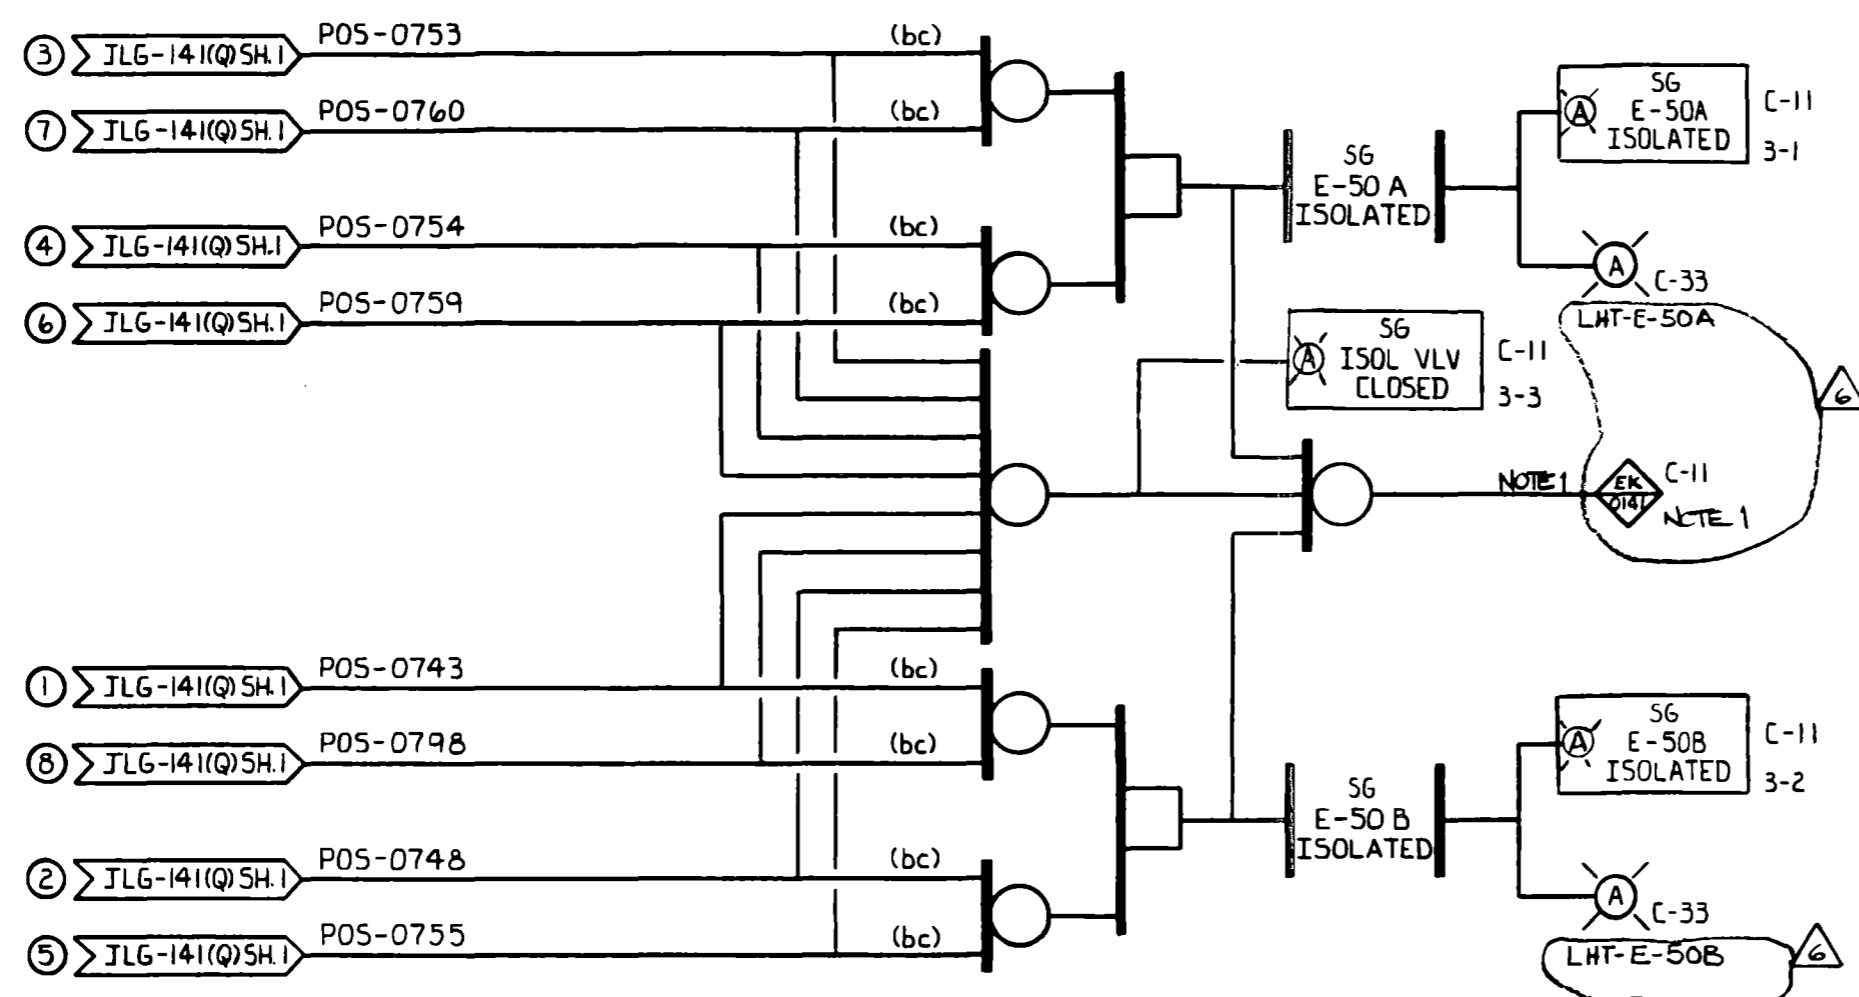 3 JLG-141(Q)SH.1 POS-0753 (bc)
7 JLG-141(Q)SH.1 POS-0760 (bc)
4 JLG-141(Q)SH.1 POS-0754 (bc)
6 JLG-141(Q)SH.1 POS-0759 (bc)
1 JLG-141(Q)SH.1 POS-0743 (bc)
8 JLG-141(Q)SH.1 POS-0798 (bc)
2 JLG-141(Q)SH.1 POS-0748 (bc)
5 JLG-141(Q)SH.1 POS-0755 (bc)
SG
E-50 A
ISOLATED
A
SG
E-50A
ISOLATED
C-11
3-1
A
C-33
LHT-E-50A
6
A
SG
ISOL VLV
CLOSED
C-11
3-3
NOTE 1
EK
0141
C-11
NOTE 1
SG
E-50 B
ISOLATED
A
SG
E-50B
ISOLATED
C-11
3-2
A
C-33
LHT-E-50B
6